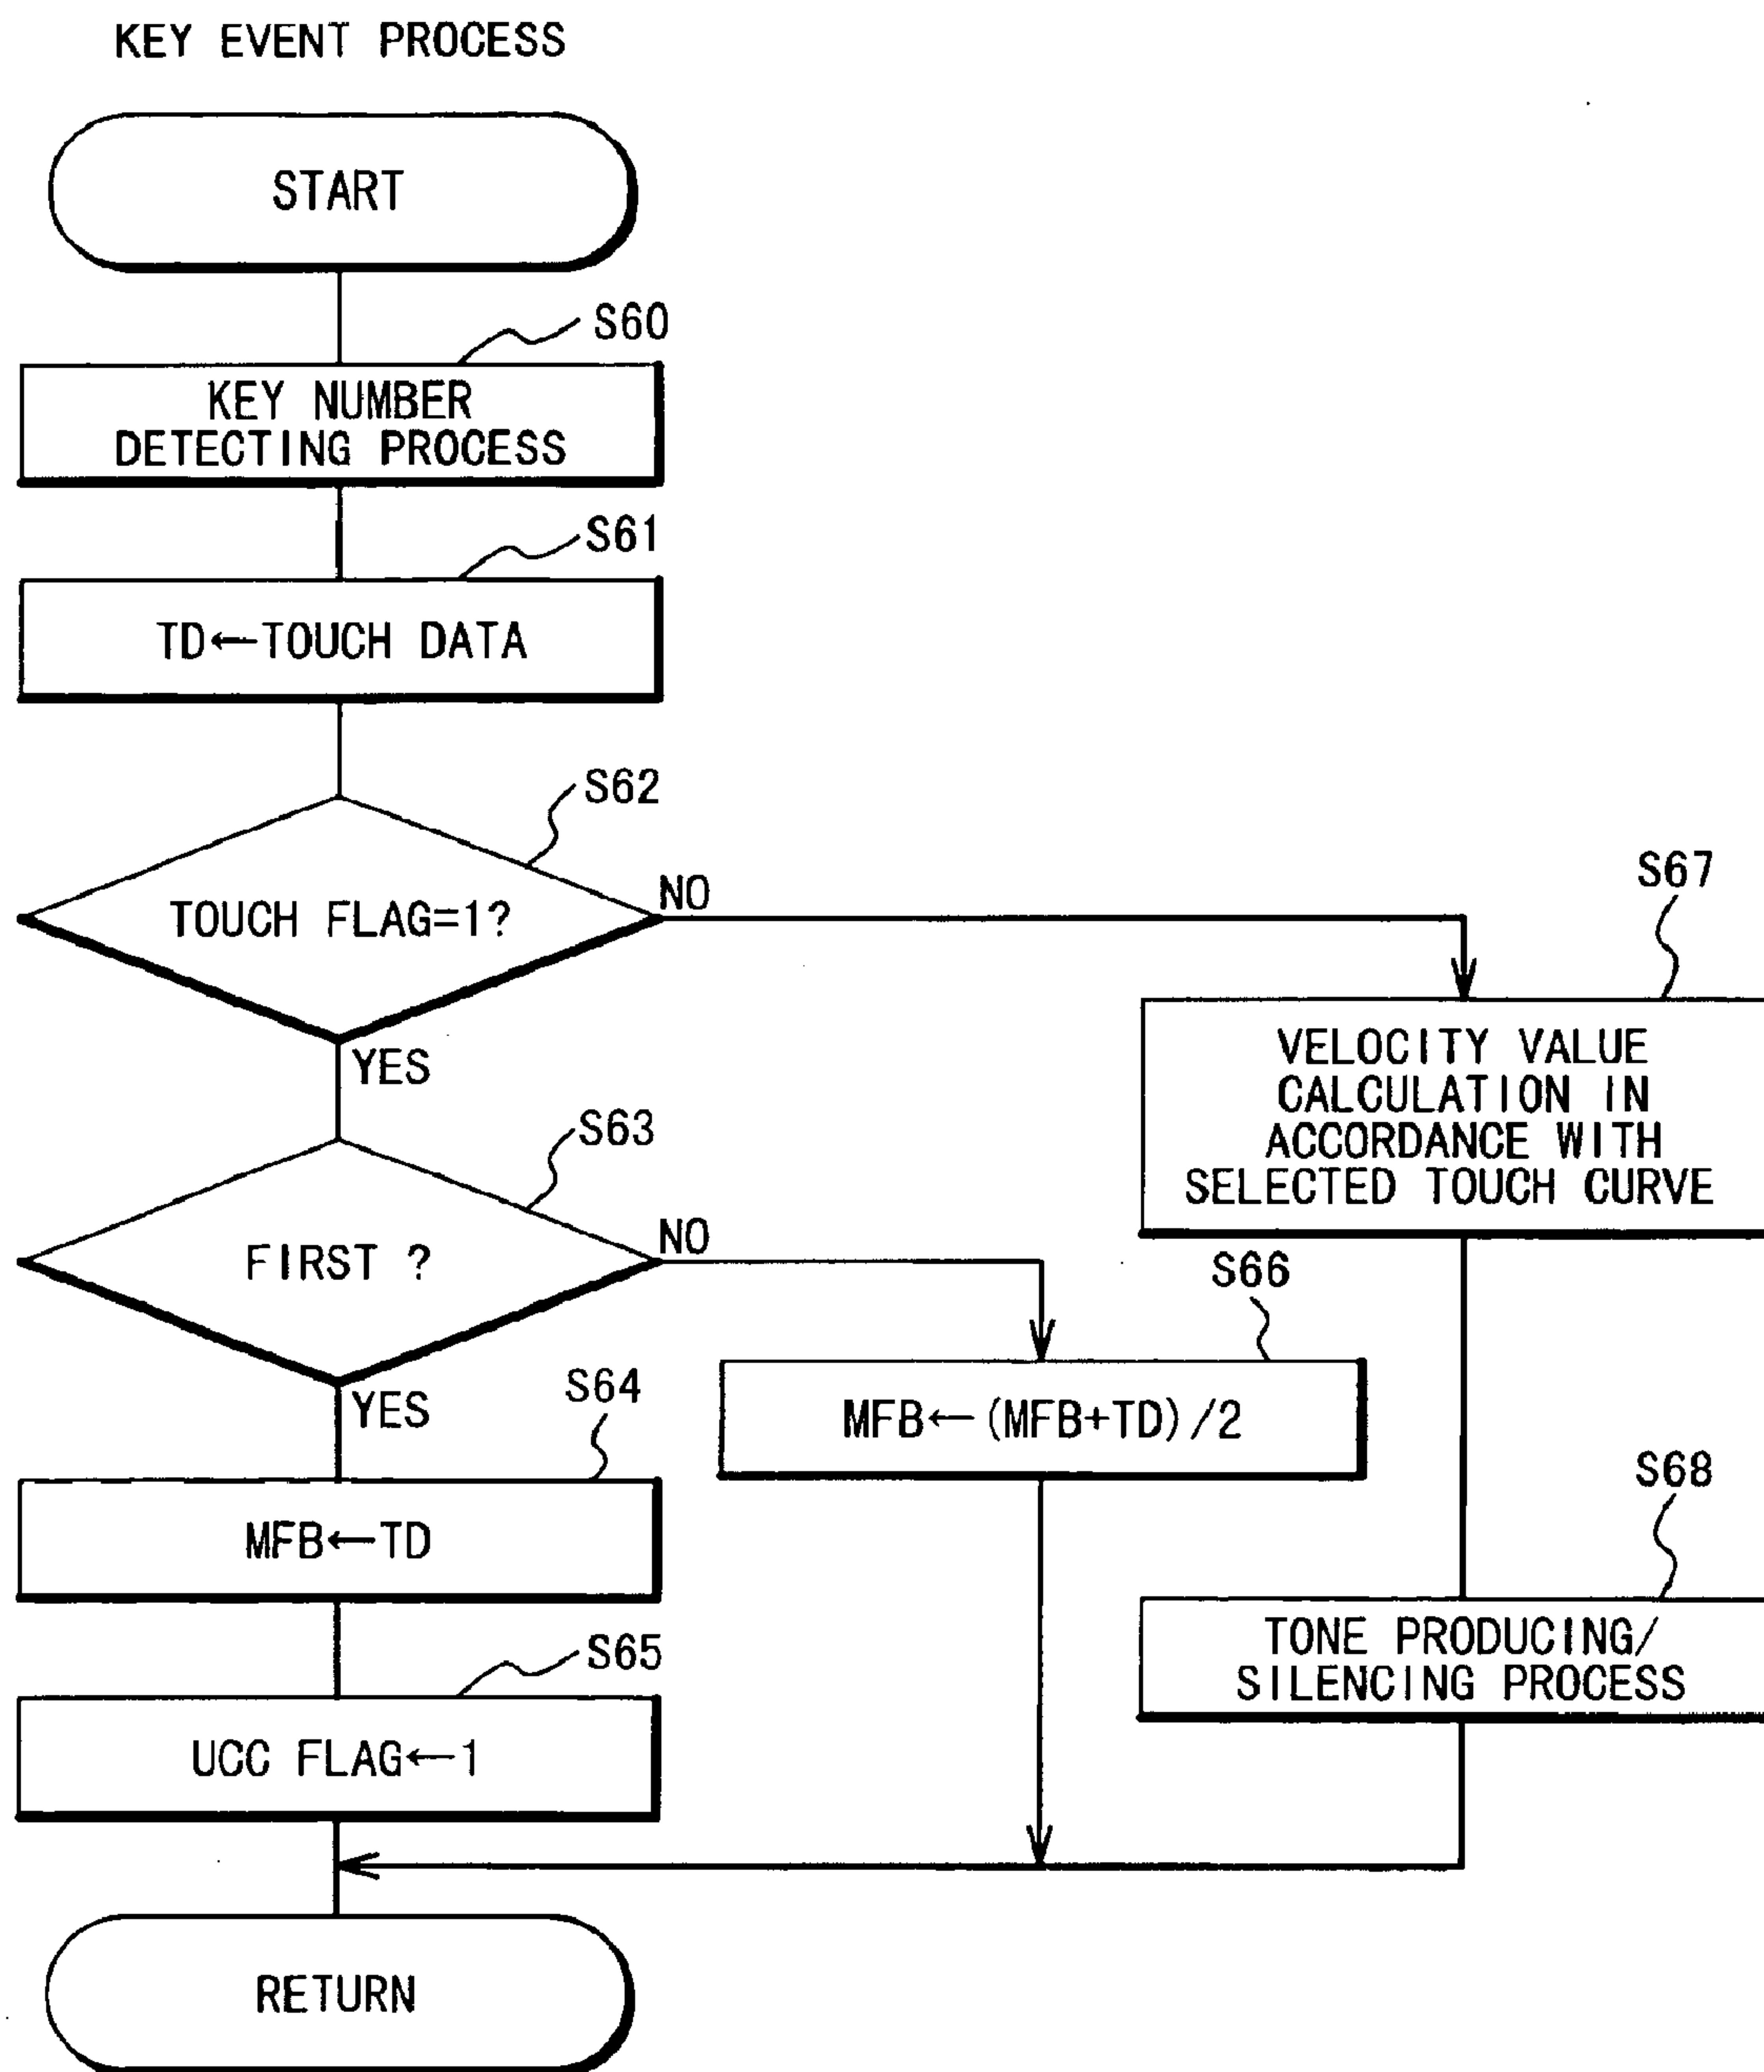 KEY EVENT PROCESS
START
S60
KEY NUMBER
DETECTING PROCESS
S61
TD←TOUCH DATA
S62
TOUCH FLAG=1?
NO
YES
S67
VELOCITY VALUE
CALCULATION IN
ACCORDANCE WITH
SELECTED TOUCH CURVE
S63
FIRST ?
NO
YES
S66
MFB←(MFB+TD)/2
S64
MFB←TD
S68
TONE PRODUCING/
SILENCING PROCESS
S65
UCC FLAG←1
RETURN